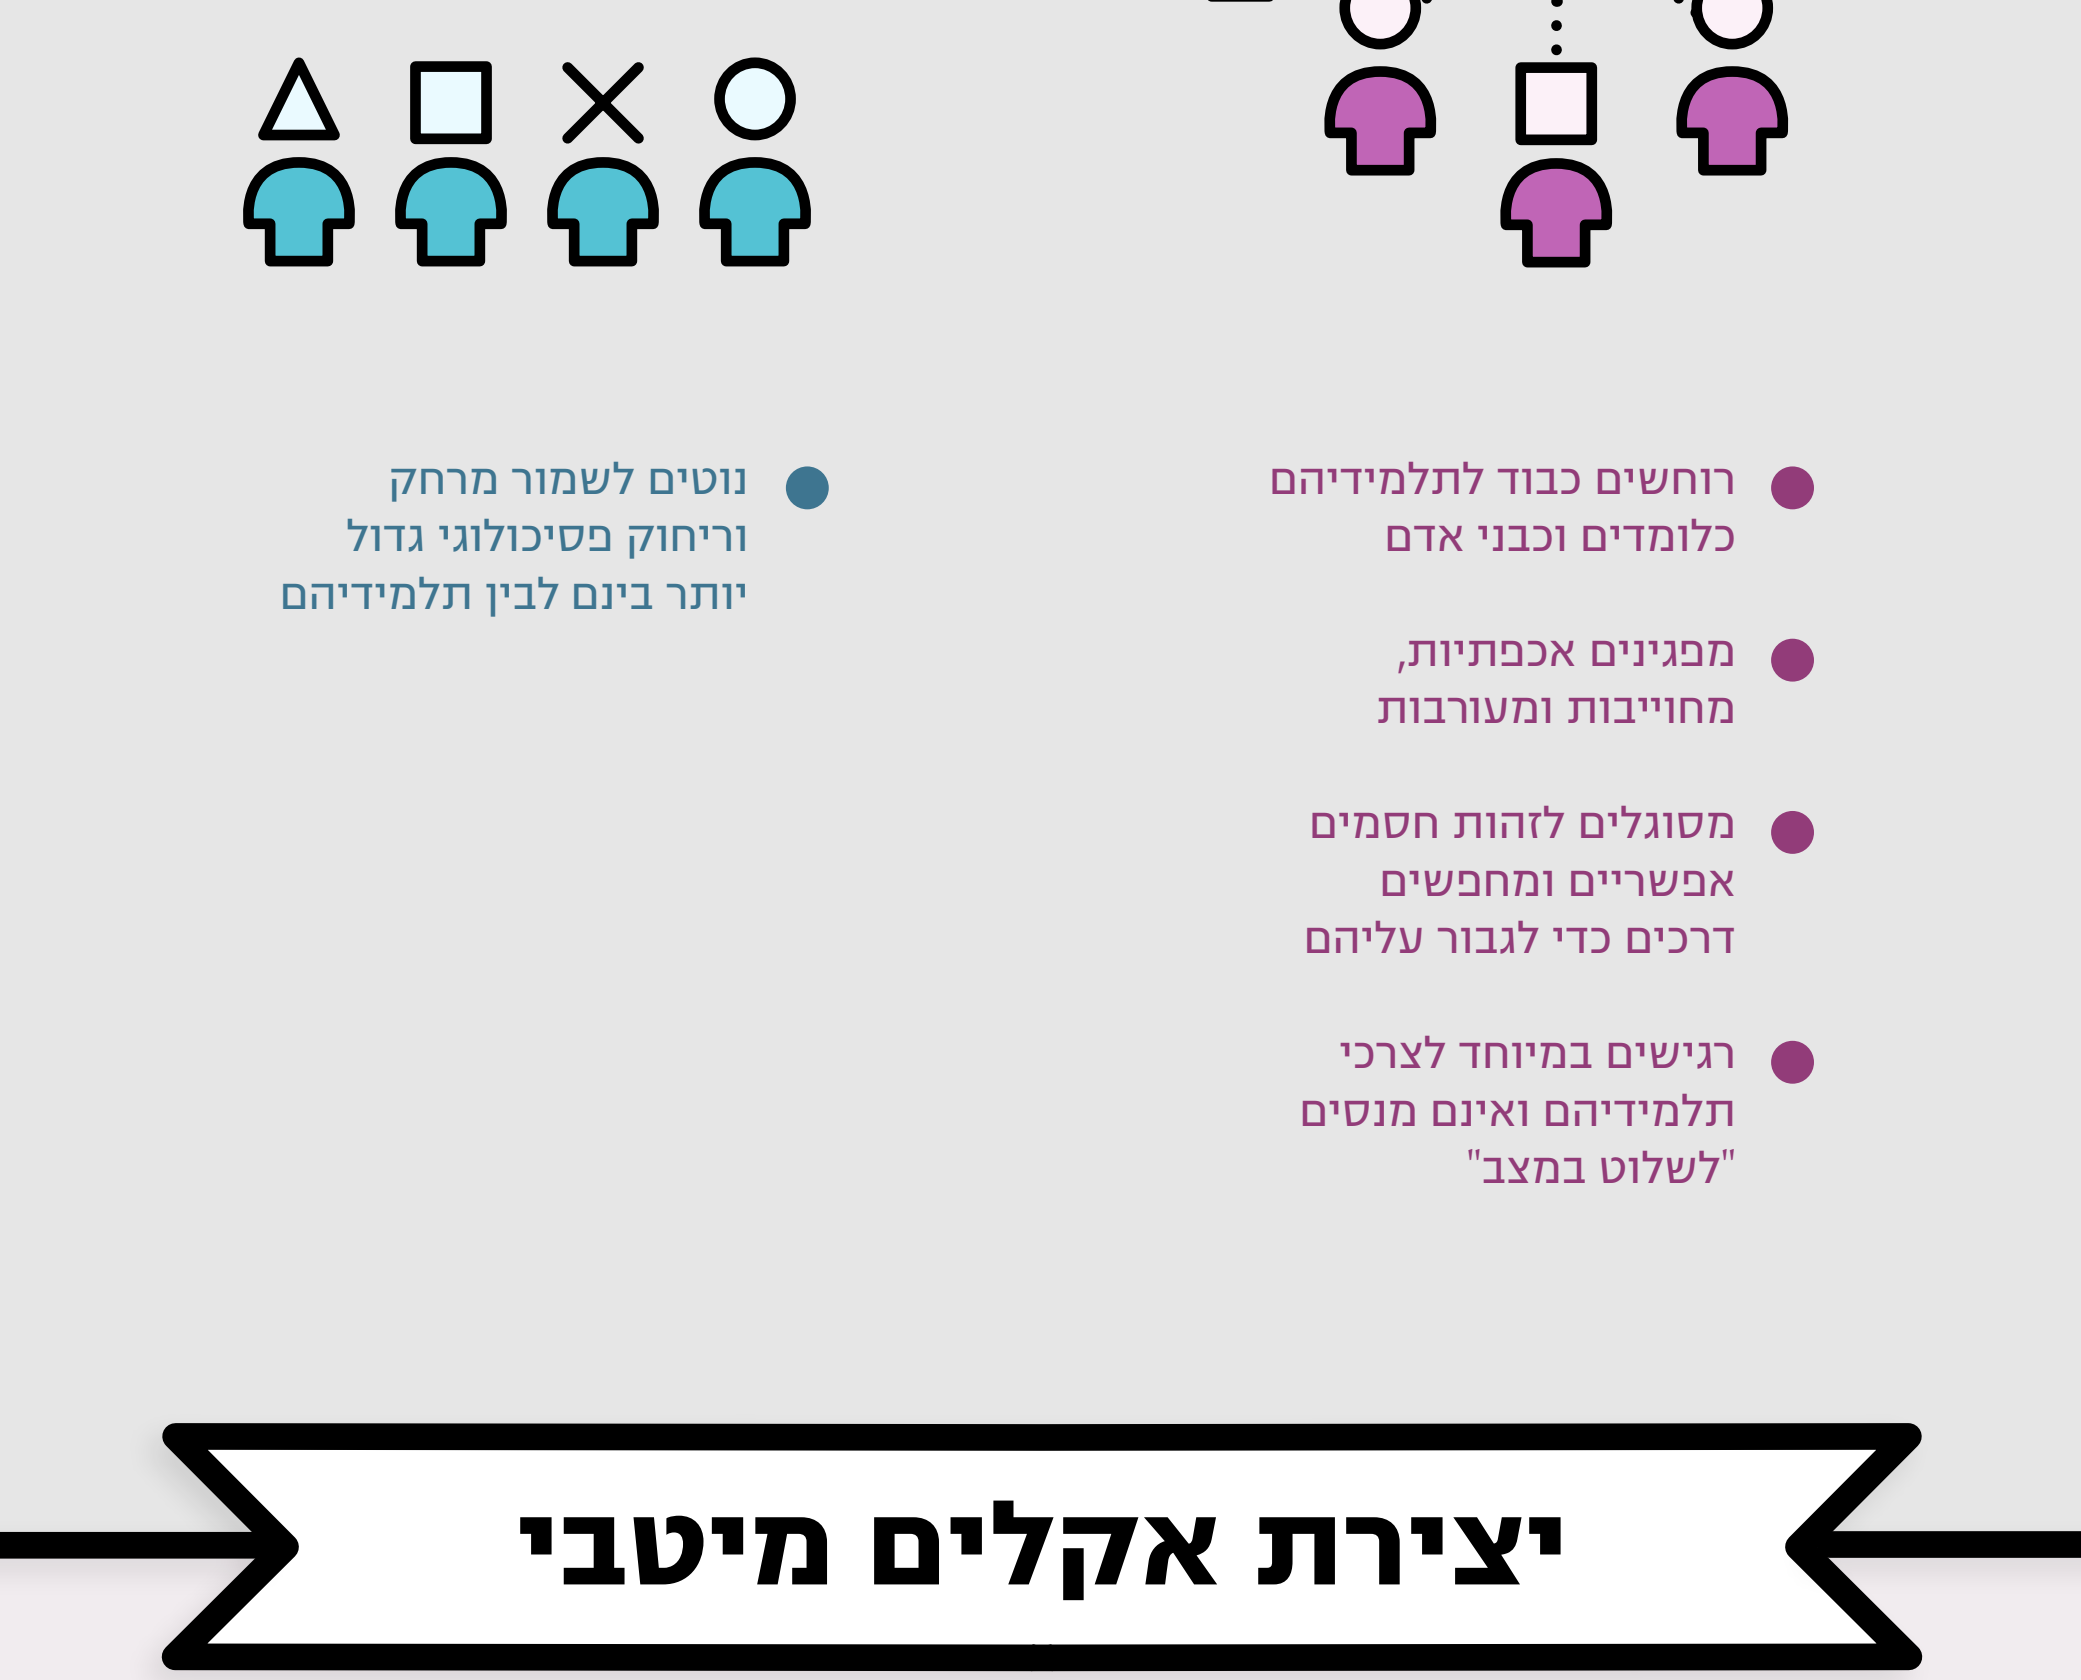 רוחשים כבוד לתלמידיהם
כלומדים וכבני אדם
מפגינים אכפתיות,
מחוייבות ומעורבות
מסוגלים לזהות חסמים
אפשריים ומחפשים
דרכים כדי לגבור עליהם
רגישים במיוחד לצרכי
תלמידיהם ואינם מנסים
"לשלוט במצב"
נוטים לשמור מרחק
וריחוק פסיכולוגי גדול
יותר בינם לבין תלמידיהם
יצירת אקלים מיטבי